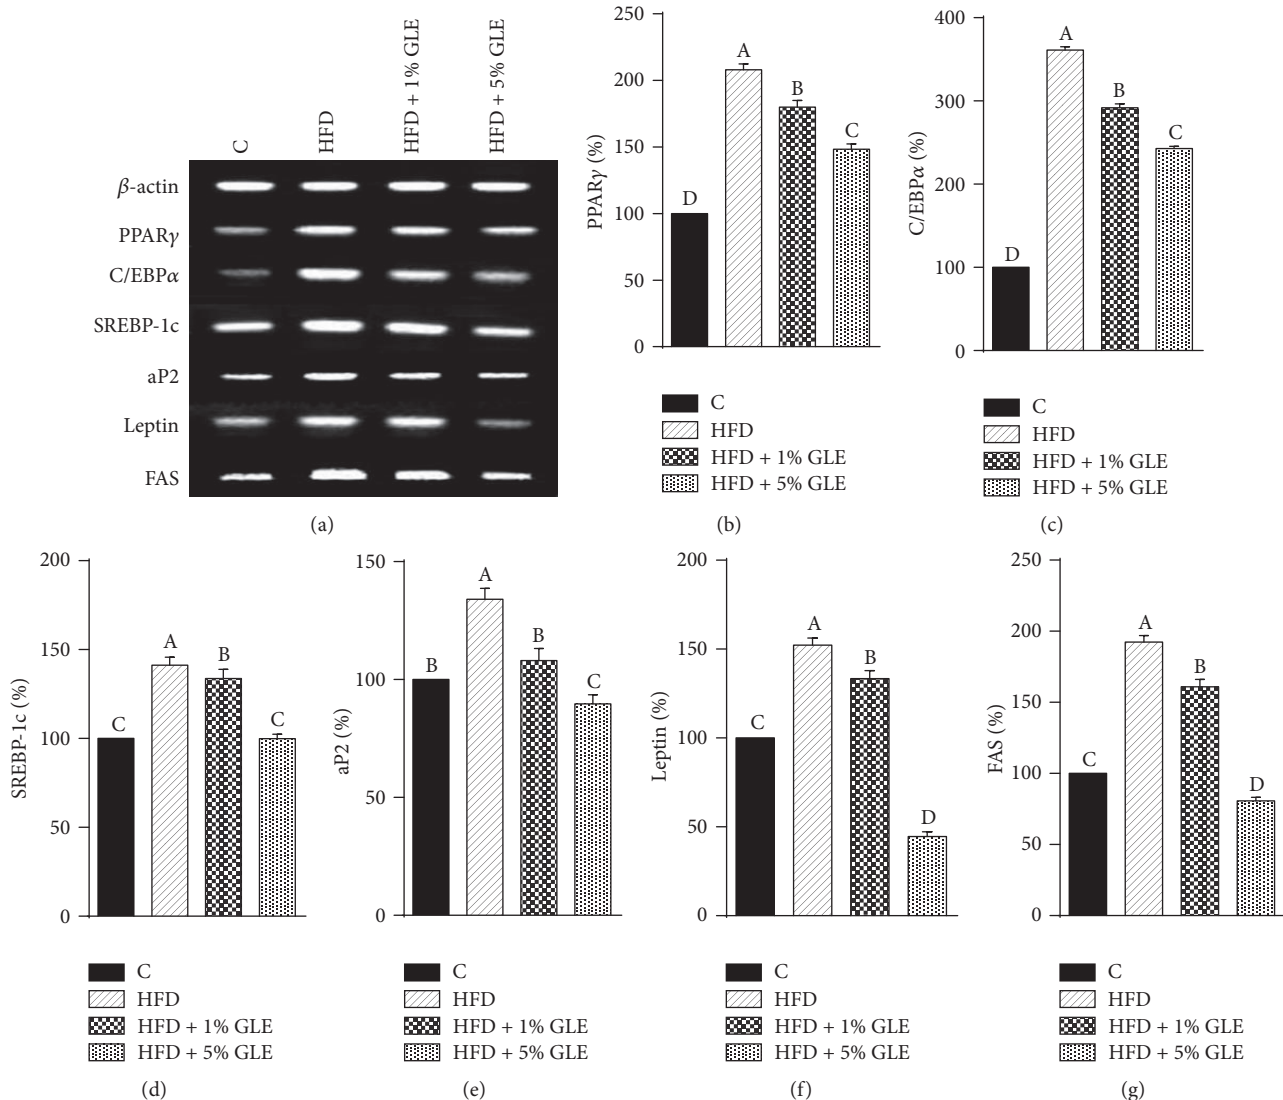 C
HFD
HFD + 1% GLE
HFD + 5% GLE
β-actin
PPARγ
C/EBPα
SREBP-1c
aP2
Leptin
FAS
(a)
PPARγ (%)
250
200
150
100
50
0
D
A
B
C
C
HFD
HFD + 1% GLE
HFD + 5% GLE
(b)
C/EBPα (%)
400
300
200
100
0
D
A
B
C
C
HFD
HFD + 1% GLE
HFD + 5% GLE
(c)
SREBP-1c (%)
200
150
100
50
0
C
A
B
C
C
HFD
HFD + 1% GLE
HFD + 5% GLE
(d)
aP2 (%)
150
100
50
0
B
A
B
C
C
HFD
HFD + 1% GLE
HFD + 5% GLE
(e)
Leptin (%)
200
150
100
50
0
C
A
B
D
C
HFD
HFD + 1% GLE
HFD + 5% GLE
(f)
FAS (%)
250
200
150
100
50
0
C
A
B
D
C
HFD
HFD + 1% GLE
HFD + 5% GLE
(g)